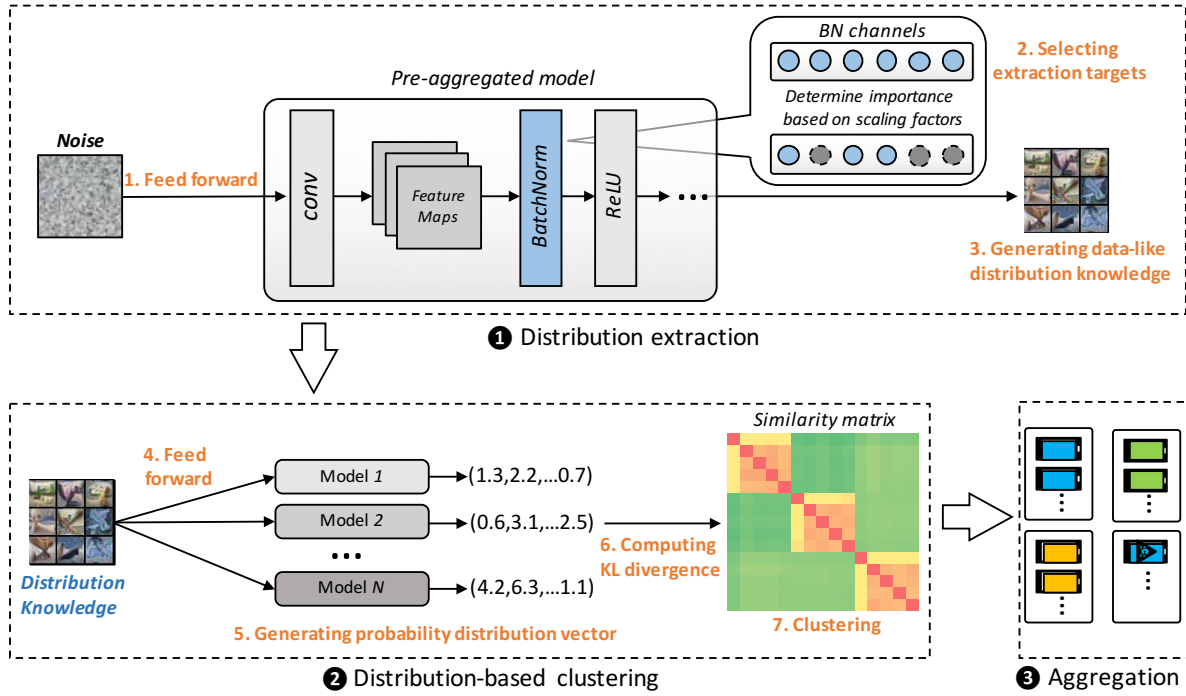 BN channels
2. Selecting
extraction targets
Pre-aggregated model
Determine importance
based on scaling factors
Noise
1. Feed forward
conv
Feature
Maps
BatchNorm
ReLU
...
3. Generating data-like
distribution knowledge
❶ Distribution extraction
Similarity matrix
4. Feed
forward
Model 1
(1.3,2.2,...0.7)
Model 2
(0.6,3.1,...2.5)
...
6. Computing
KL divergence
Distribution
Knowledge
Model N
(4.2,6.3,...1.1)
5. Generating probability distribution vector
7. Clustering
❷ Distribution-based clustering
❸ Aggregation